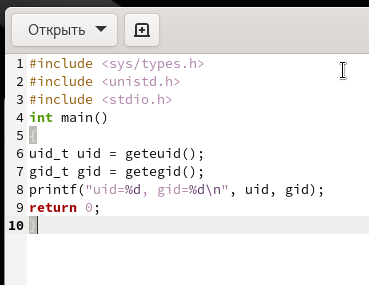 Открыть
1 #include <sys/types.h>
2 #include <unistd.h>
3 #include <stdio.h>
4 int main()
5 {
6 uid_t uid = geteuid();
7 gid_t gid = getegid();
8 printf("uid=%d, gid=%d\n", uid, gid);
9 return 0;
10 }